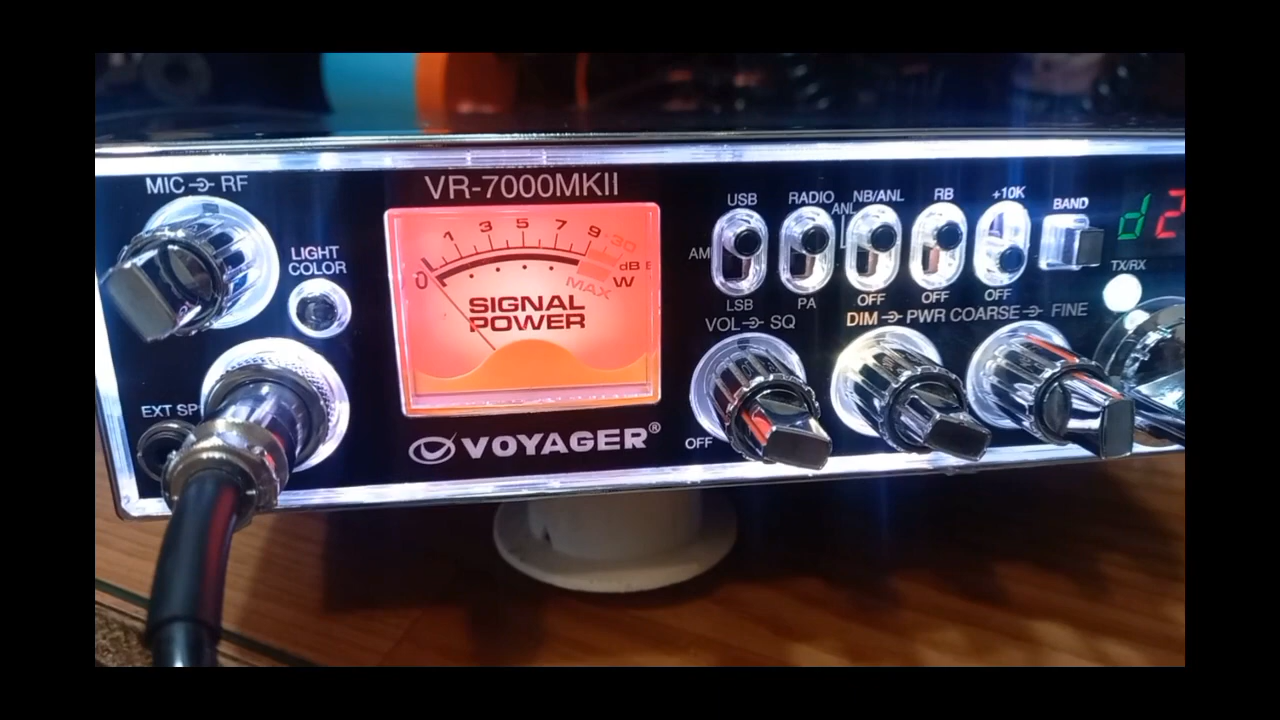 MIC RF
VR-7000MKII
LIGHT
COLOR
0 1 3 5 7 9 30
dB
W
MAX
SIGNAL
POWER
EXT SP
VOYAGER®
USB
AM
LSB
RADIO
PA
NB/ANL
ANL
OFF
RB
OFF
+10K
OFF
BAND
d2
TX/RX
VOL SQ
OFF
DIM PWR
COARSE FINE